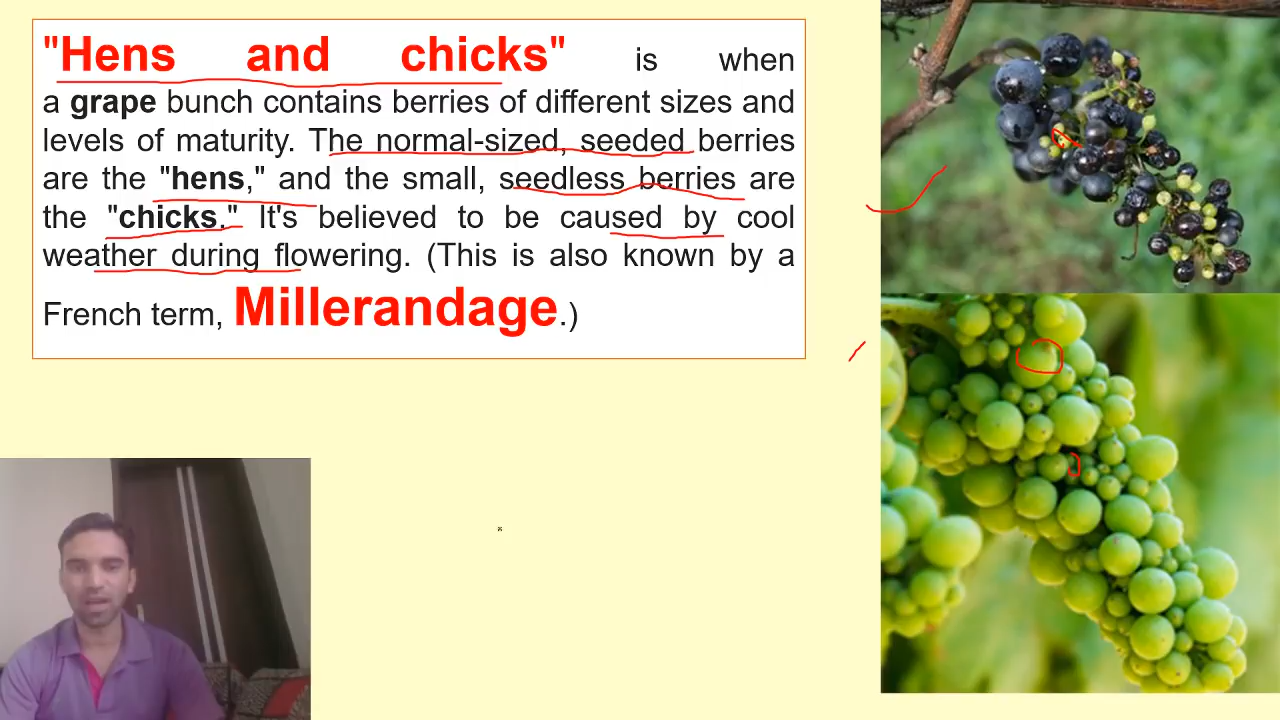 "Hens and chicks" is when
a grape bunch contains berries of different sizes and
levels of maturity. The normal-sized, seeded berries
are the "hens," and the small, seedless berries are
the "chicks." It's believed to be caused by cool
weather during flowering. (This is also known by a
French term, Millerandage.)